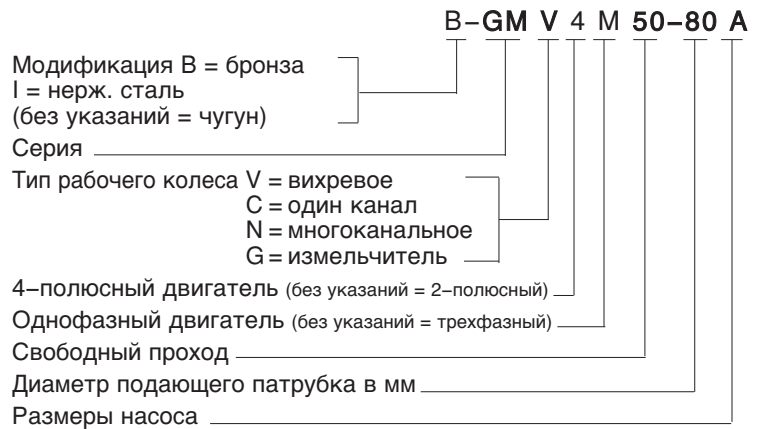 B–GM V 4 M 50–80 A
Модификация B = бронза
I = нерж. сталь
(без указаний = чугун)
Серия
Тип рабочего колеса V = вихревое
C = один канал
N = многоканальное
G = измельчитель
4–полюсный двигатель (без указаний = 2–полюсный)
Однофазный двигатель (без указаний = трехфазный)
Свободный проход
Диаметр подающего патрубка в мм
Размеры насоса